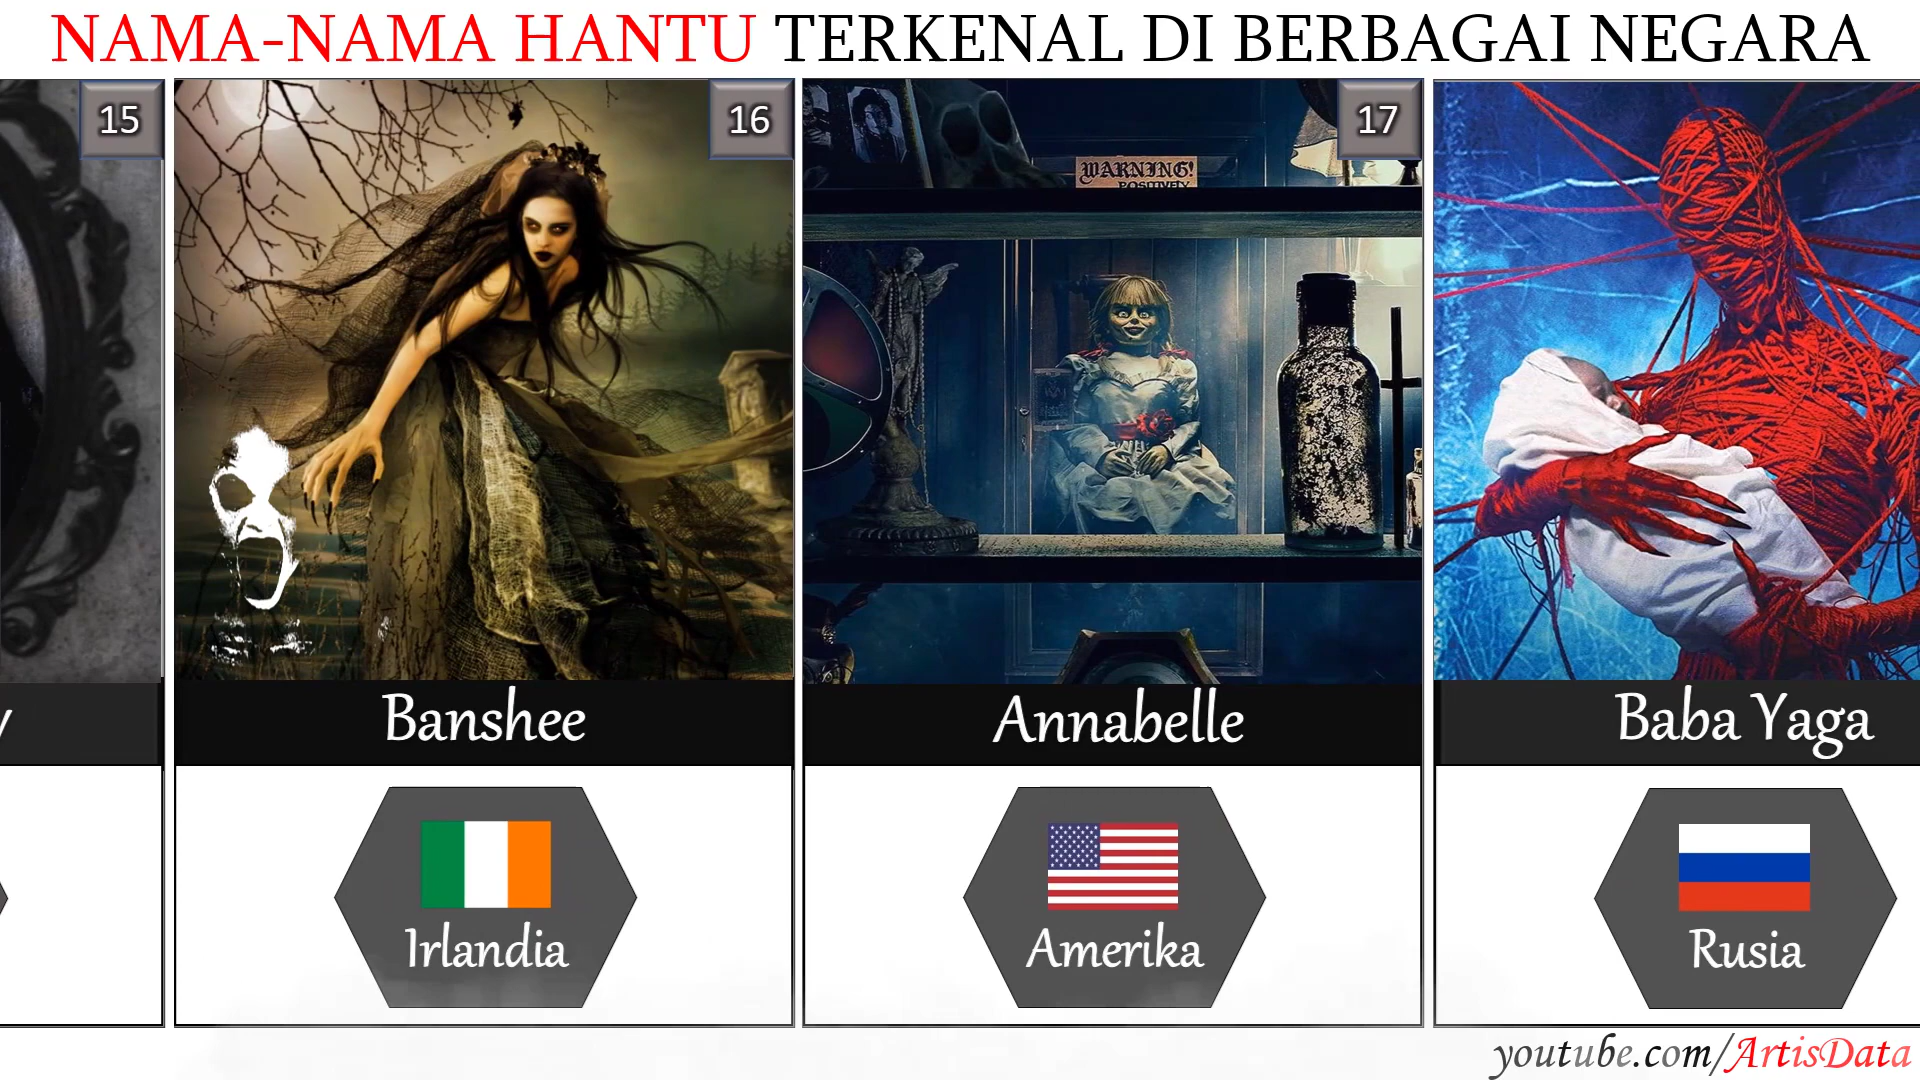 NAMA-NAMA HANTU TERKENAL DI BERBAGAI NEGARA
15
16
17
WARNING!
POSITIVELY
y
Banshee
Annabelle
Baba Yaga
Irlandia
Amerika
Rusia
youtube.com/ArtisData